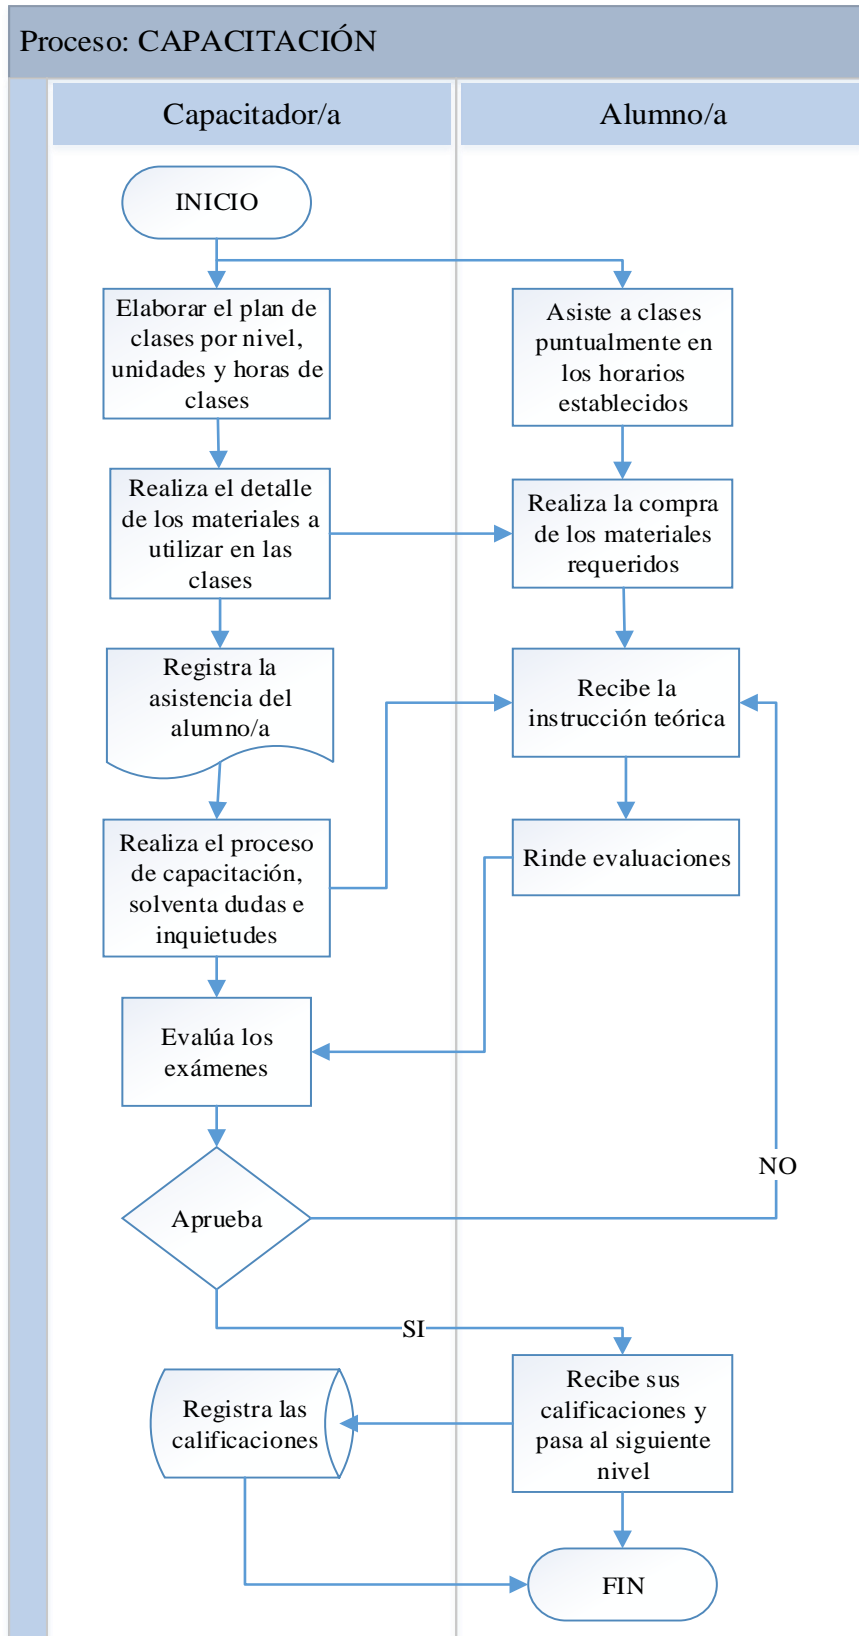 Proceso: CAPACITACIÓN
Capacitador/a
Alumno/a
INICIO
Elaborar el plan de
clases por nivel,
unidades y horas de
clases
Asiste a clases
puntualmente en
los horarios
establecidos
Realiza el detalle
de los materiales a
utilizar en las
clases
Realiza la compra
de los materiales
requeridos
Registra la
asistencia del
alumno/a
Recibe la
instrucción teórica
Realiza el proceso
de capacitación,
solventa dudas e
inquietudes
Rinde evaluaciones
Evalúa los
exámenes
NO
Aprueba
SI
Recibe sus
calificaciones y
pasa al siguiente
nivel
Registra las
calificaciones
FIN